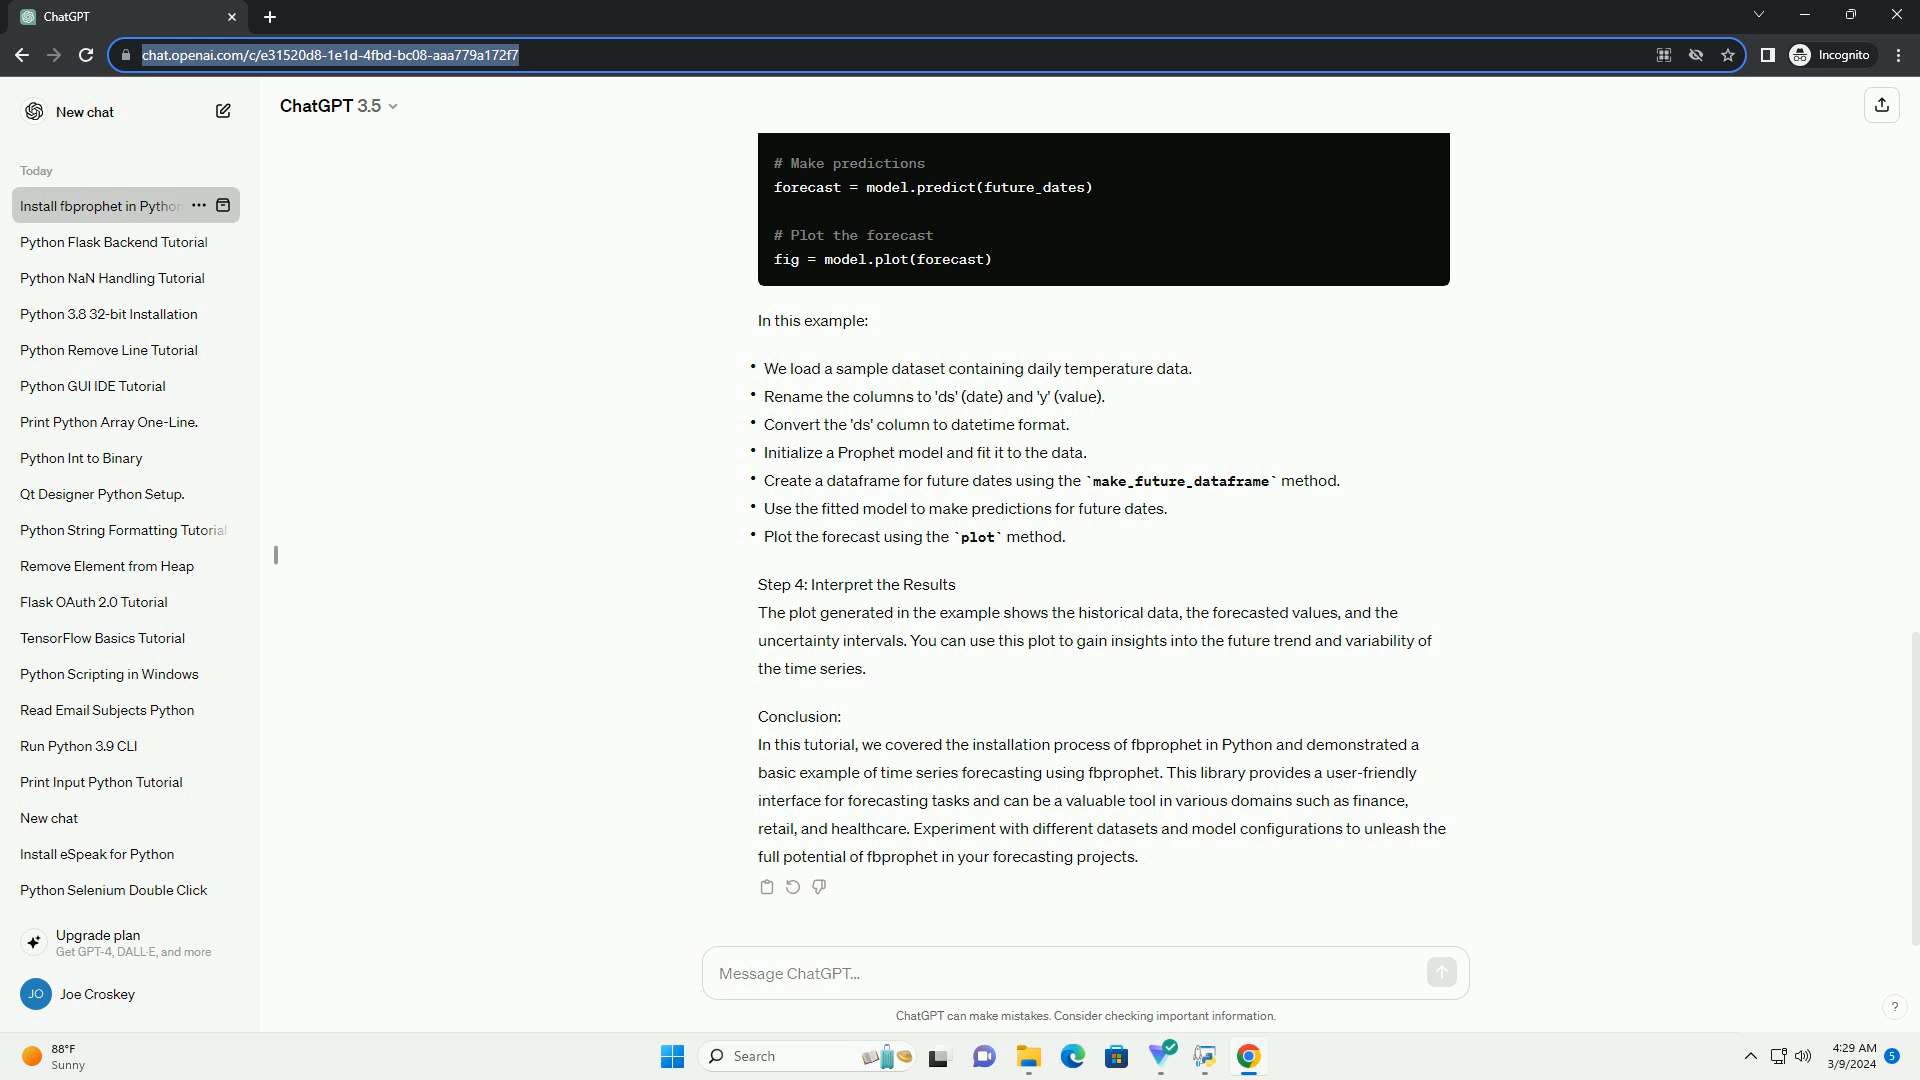 ChatGPT
chat.openai.com/c/e31520d8-1e1d-4fbd-bc08-aaa779a172f7
Incognito
New chat
ChatGPT 3.5
Today
Install fbprophet in Python
Python Flask Backend Tutorial
Python NaN Handling Tutorial
Python 3.8 32-bit Installation
Python Remove Line Tutorial
Python GUI IDE Tutorial
Print Python Array One-Line.
Python Int to Binary
Qt Designer Python Setup.
Python String Formatting Tutorial
Remove Element from Heap
Flask OAuth 2.0 Tutorial
TensorFlow Basics Tutorial
Python Scripting in Windows
Read Email Subjects Python
Run Python 3.9 CLI
Print Input Python Tutorial
New chat
Install eSpeak for Python
Python Selenium Double Click
Upgrade plan
Get GPT-4, DALL·E, and more
JO Joe Croskey
# Make predictions
forecast = model.predict(future_dates)
# Plot the forecast
fig = model.plot(forecast)
In this example:
• We load a sample dataset containing daily temperature data.
• Rename the columns to 'ds' (date) and 'y' (value).
• Convert the 'ds' column to datetime format.
• Initialize a Prophet model and fit it to the data.
• Create a dataframe for future dates using the `make_future_dataframe` method.
• Use the fitted model to make predictions for future dates.
• Plot the forecast using the `plot` method.
Step 4: Interpret the Results
The plot generated in the example shows the historical data, the forecasted values, and the
uncertainty intervals. You can use this plot to gain insights into the future trend and variability of
the time series.
Conclusion:
In this tutorial, we covered the installation process of fbprophet in Python and demonstrated a
basic example of time series forecasting using fbprophet. This library provides a user-friendly
interface for forecasting tasks and can be a valuable tool in various domains such as finance,
retail, and healthcare. Experiment with different datasets and model configurations to unleash the
full potential of fbprophet in your forecasting projects.
Message ChatGPT...
ChatGPT can make mistakes. Consider checking important information.
?
88°F
Sunny
Search
4:29 AM
3/9/2024
5